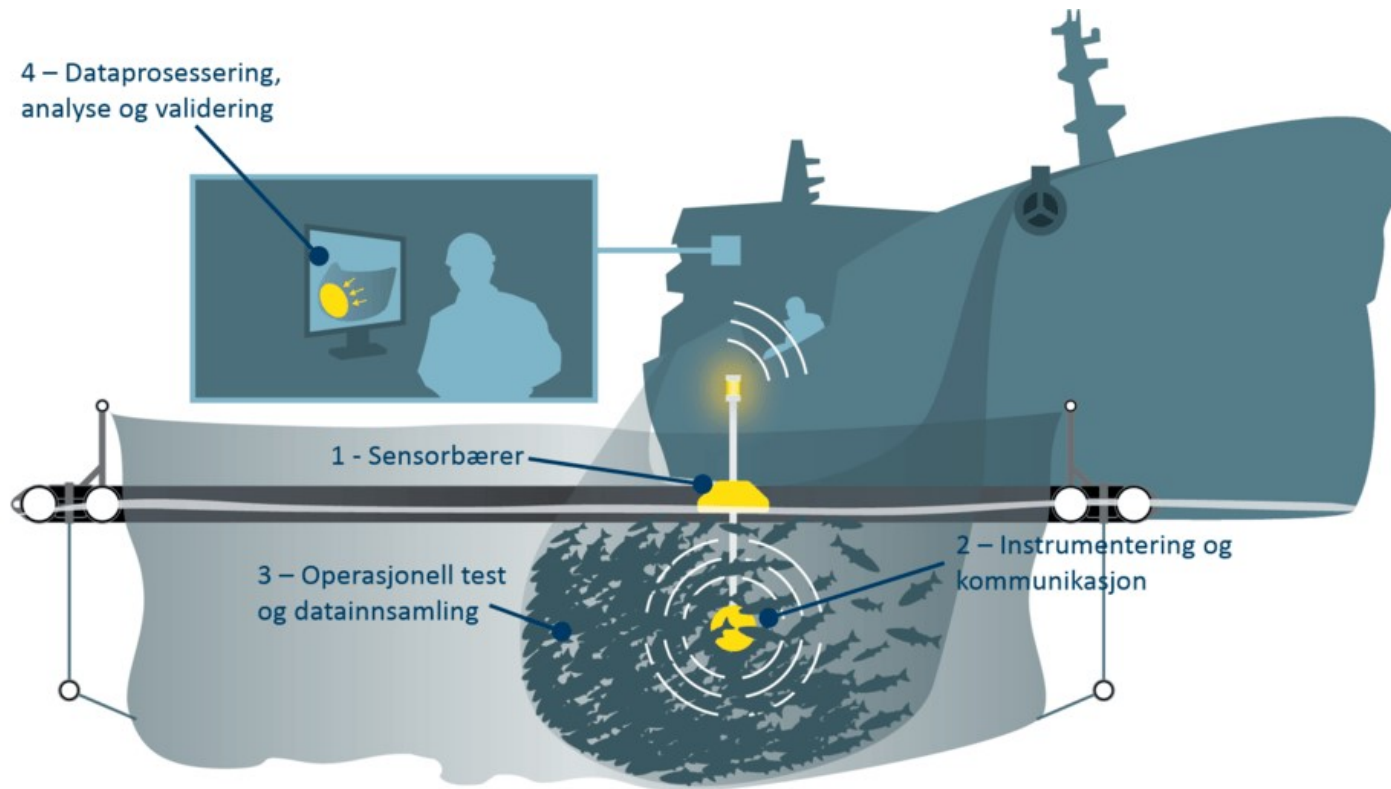 4 – Dataprosessering,
analyse og validering
1 - Sensorbærer
2 – Instrumentering og
kommunikasjon
3 – Operasjonell test
og datainnsamling